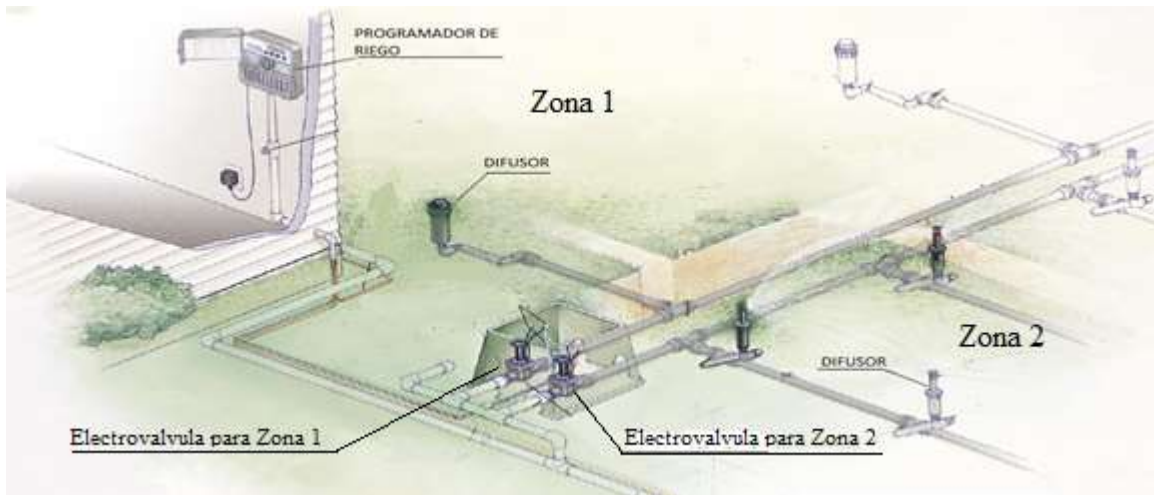 PROGRAMADOR DE
RIEGO
Zona 1
DIFUSOR
Zona 2
DIFUSOR
Electrovalvula para Zona 1
Electrovalvula para Zona 2